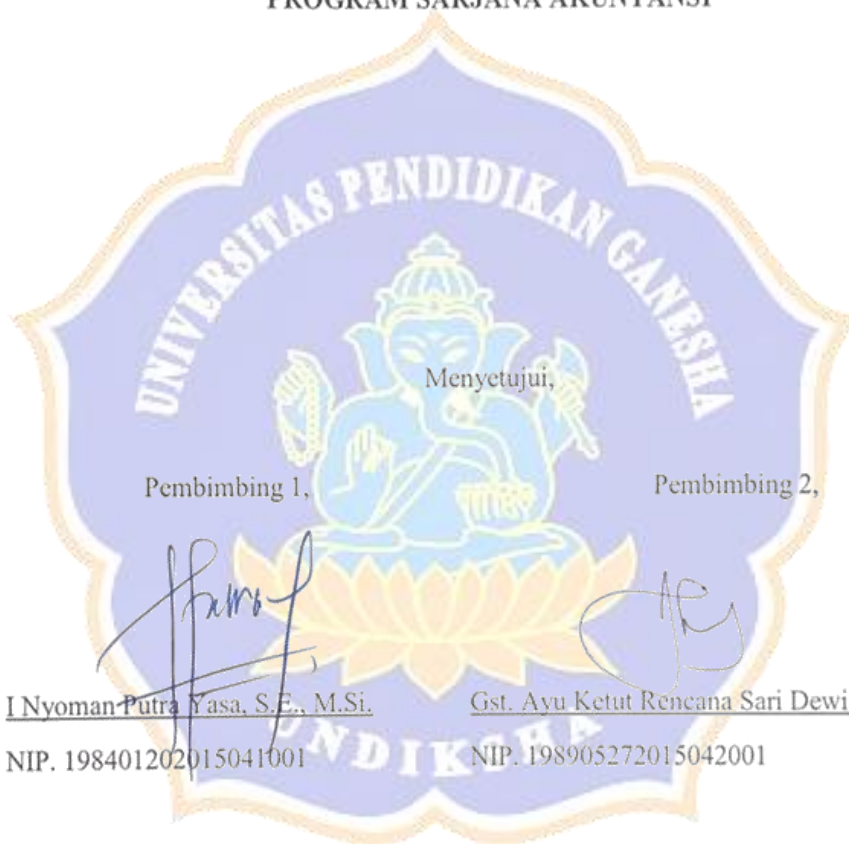 PROGRAM SARJANA AKUNTANSI
UNIVERSITAS PENDIDIKAN GANESHA
Menyetujui,
Pembimbing 1,
Pembimbing 2,
I Nyoman Putra Yasa, S.E., M.Si.
Gst. Ayu Ketut Rencana Sari Dewi
NIP. 198401202015041001
NIP. 198905272015042001
UNDIKSHA